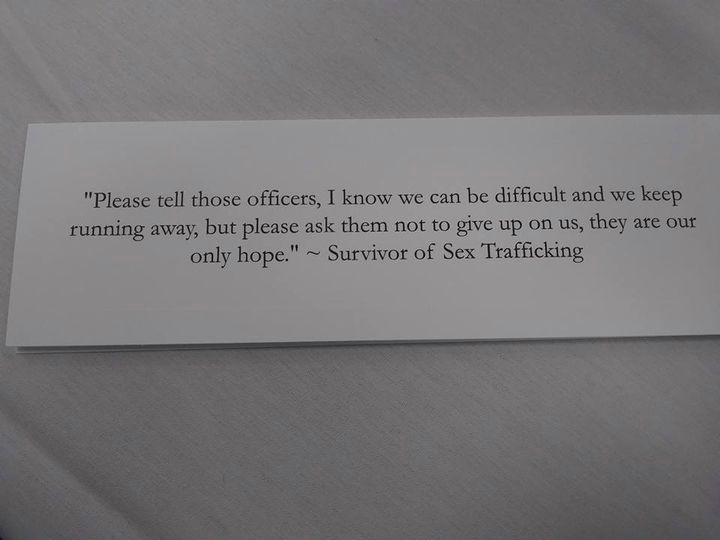 "Please tell those officers, I know we can be difficult and we keep
running away, but please ask them not to give up on us, they are our
only hope." ~ Survivor of Sex Trafficking